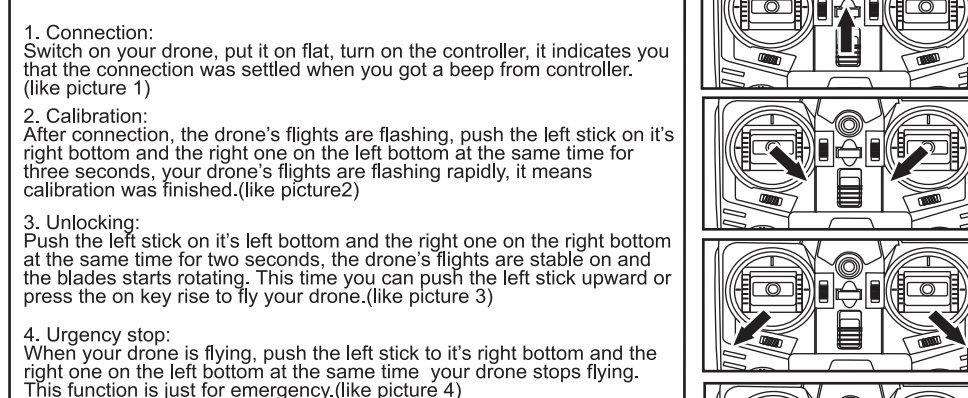 1. Connection:
Switch on your drone, put it on flat, turn on the controller, it indicates you
that the connection was settled when you got a beep from controller.
(like picture 1)
2. Calibration:
After connection, the drone's flights are flashing, push the left stick on it's
right bottom and the right one on the left bottom at the same time for
three seconds, your drone's flights are flashing rapidly, it means
calibration was finished.(like picture2)
3. Unlocking:
Push the left stick on it's left bottom and the right one on the right bottom
at the same time for two seconds, the drone's flights are stable on and
the blades starts rotating. This time you can push the left stick upward or
press the on key rise to fly your drone.(like picture 3)
4. Urgency stop:
When your drone is flying, push the left stick to it's right bottom and the
right one on the left bottom at the same time your drone stops flying.
This function is just for emergency.(like picture 4)